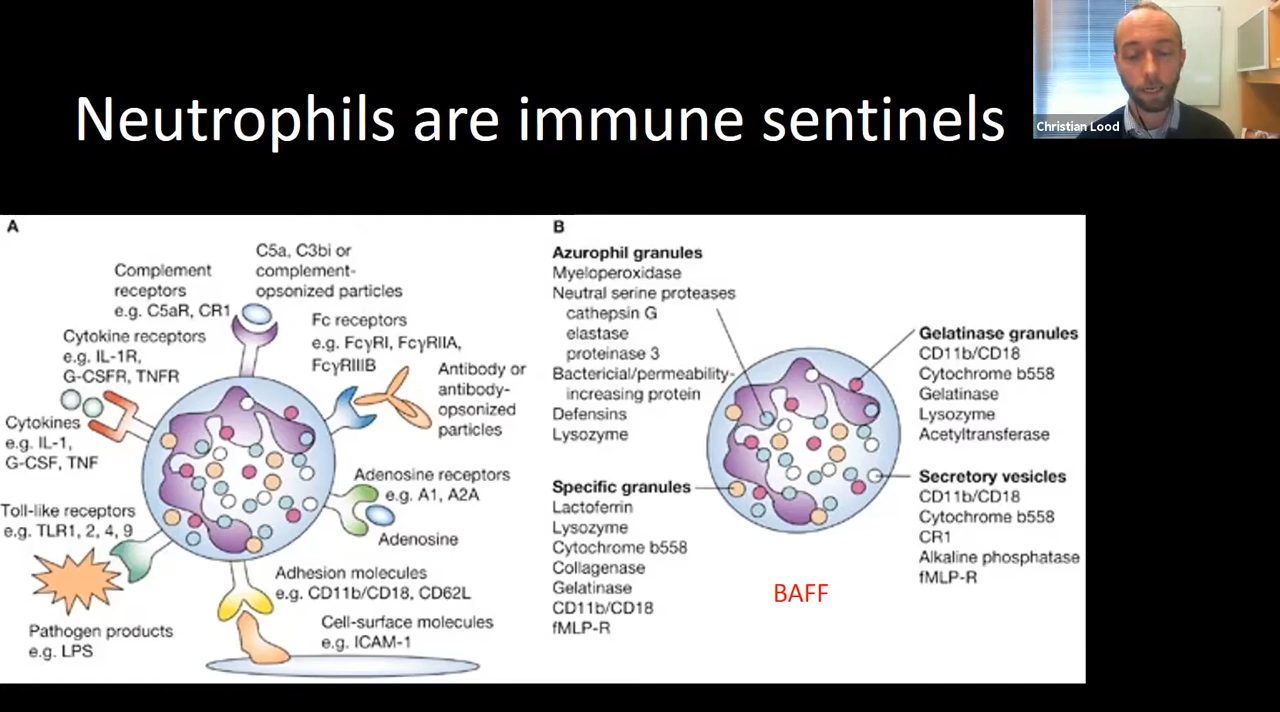 Neutrophils are immune sentinels
Christian Lood
A
C5a, C3bi or
complement-
opsonized particles
Complement
receptors
e.g. C5aR, CR1
Fc receptors
e.g. FcγRI, FcγRIIA,
FcγRIIIB
Cytokine receptors
e.g. IL-1R,
G-CSFR, TNFR
Antibody or
antibody-
opsonized
particles
Cytokines
e.g. IL-1,
G-CSF, TNF
Adenosine receptors
e.g. A1, A2A
Adenosine
Toll-like receptors
e.g. TLR1, 2, 4, 9
Adhesion molecules
e.g. CD11b/CD18, CD62L
Cell-surface molecules
e.g. ICAM-1
Pathogen products
e.g. LPS
B
Azurophil granules
Myeloperoxidase
Neutral serine proteases
cathepsin G
elastase
proteinase 3
Bactericial/permeability-
increasing protein
Defensins
Lysozyme
Specific granules
Lactoferrin
Lysozyme
Cytochrome b558
Collagenase
Gelatinase
CD11b/CD18
fMLP-R
Gelatinase granules
CD11b/CD18
Cytochrome b558
Gelatinase
Lysozyme
Acetyltransferase
Secretory vesicles
CD11b/CD18
Cytochrome b558
CR1
Alkaline phosphatase
fMLP-R
BAFF